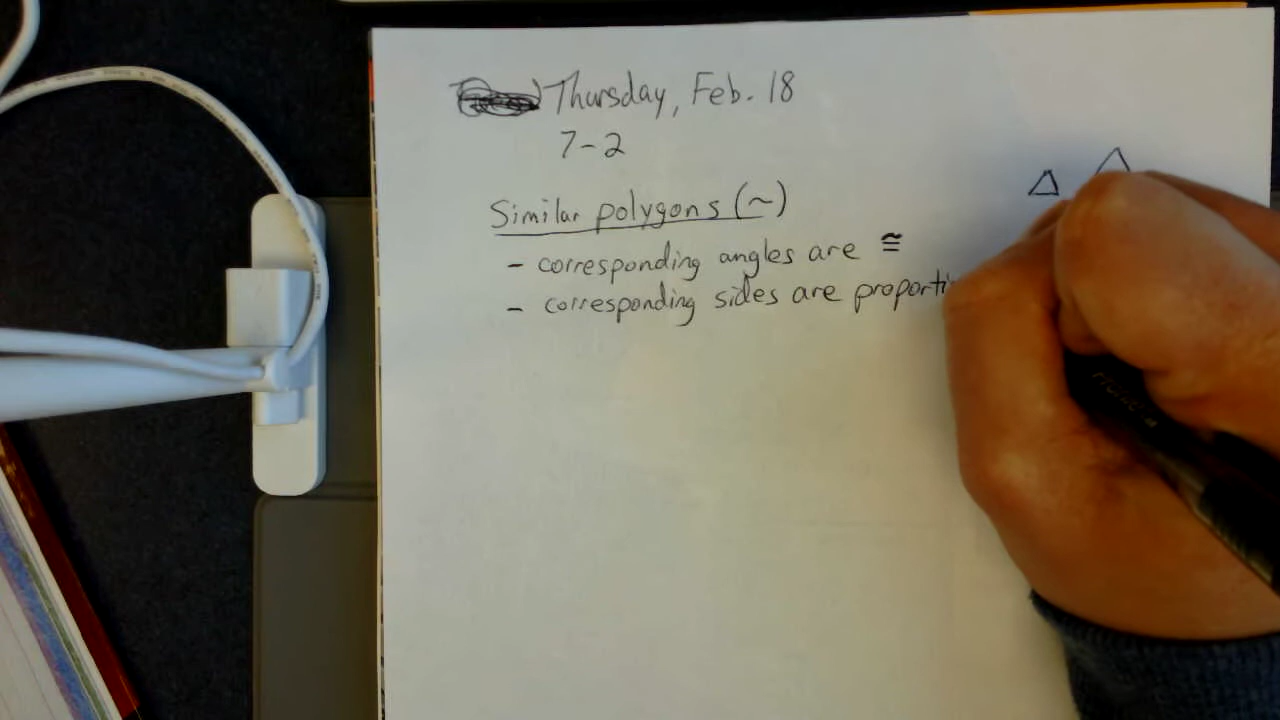 Thursday, Feb. 18
7-2
Similar polygons (~)
- corresponding angles are ≅
- corresponding sides are proporti